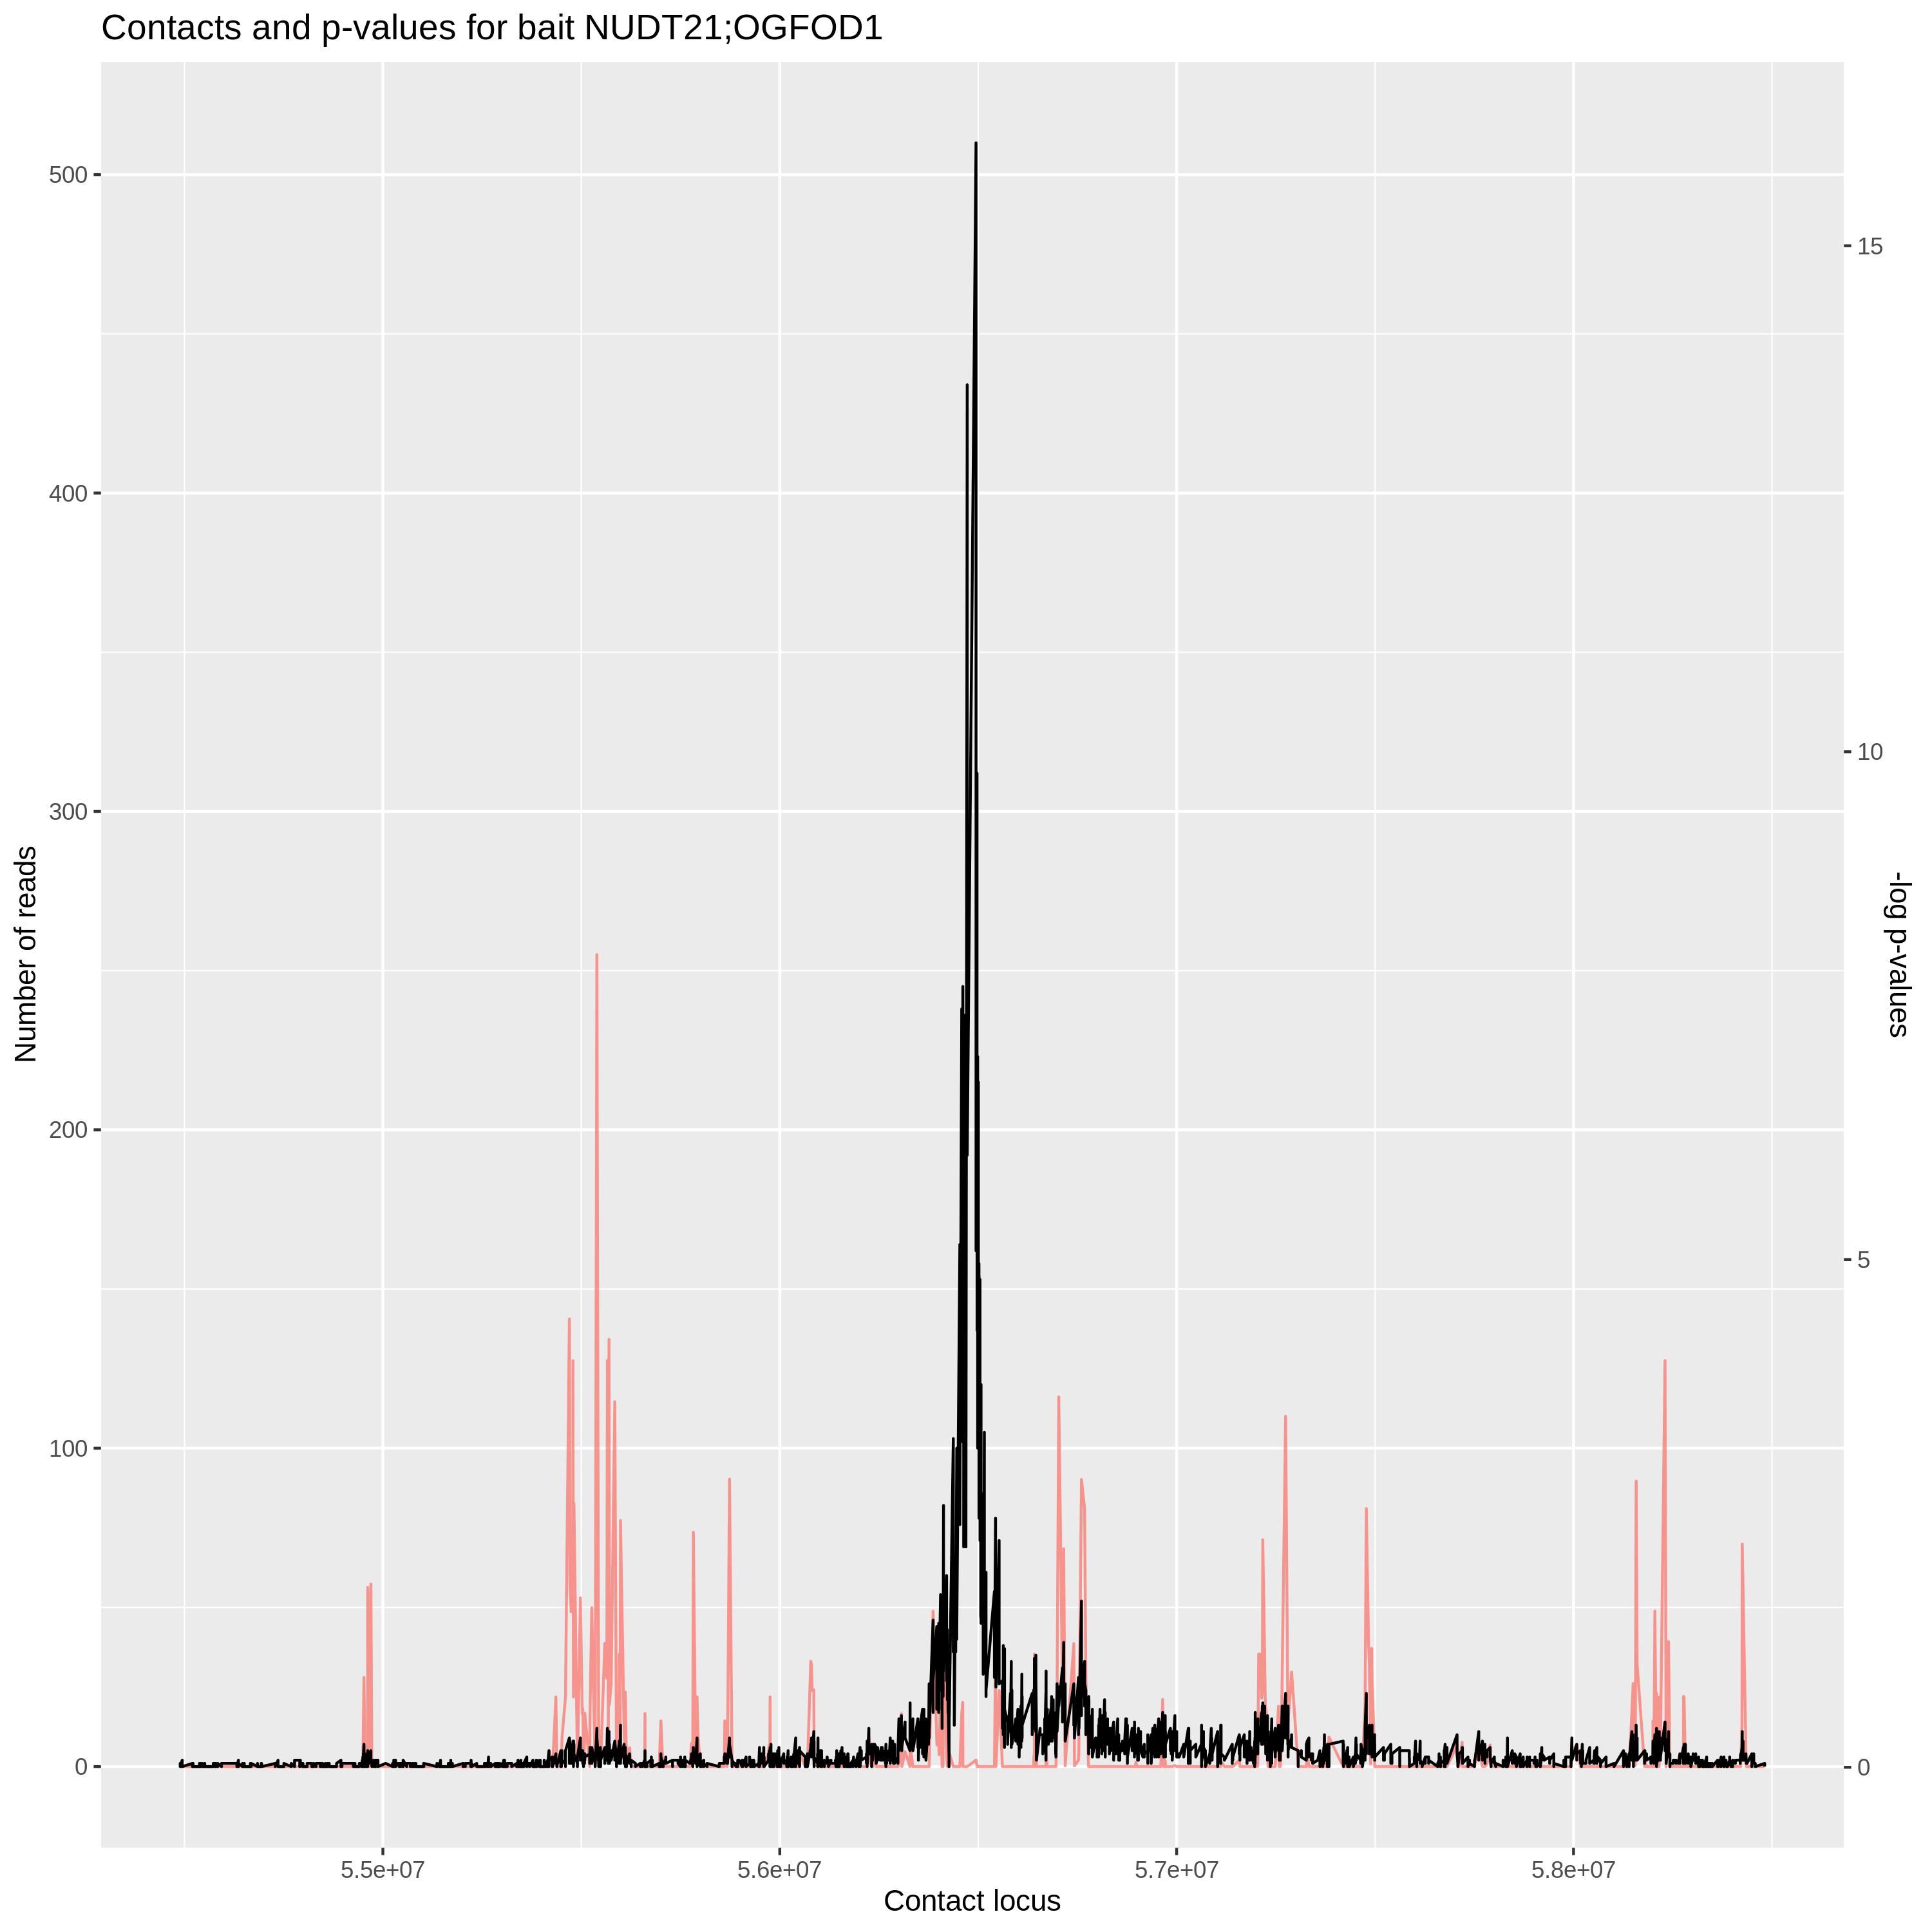 Contacts and p-values for bait NUDT21;OGFOD1
500
400
300
200
100
0
Number of reads
15
10
5
0
-log p-values
5.5e+07 5.6e+07 5.7e+07 5.8e+07
Contact locus